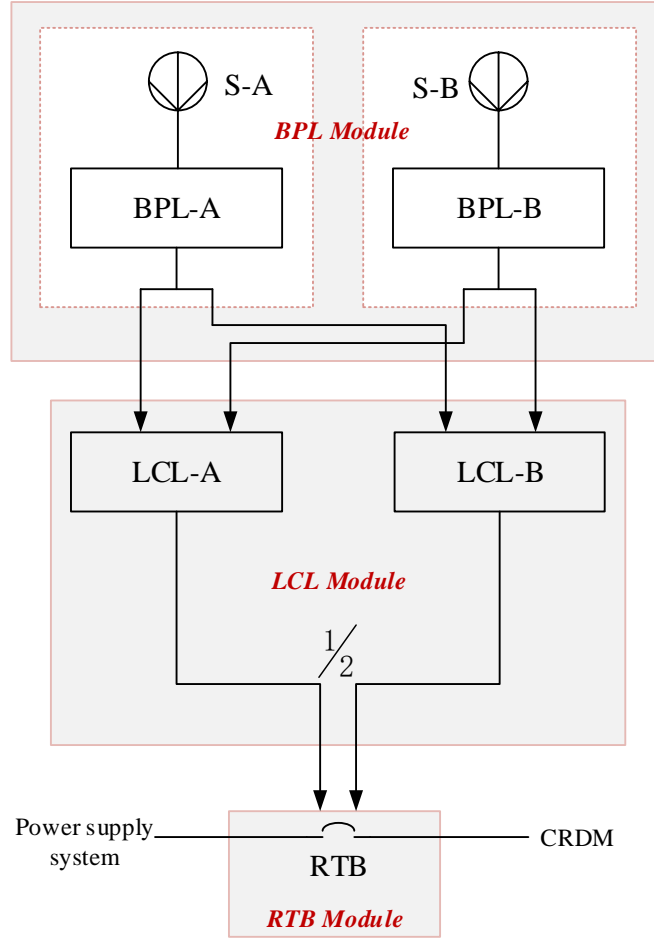 S-A
S-B
BPL Module
BPL-A
BPL-B
LCL-A
LCL-B
LCL Module
1/2
Power supply
system
CRDM
RTB
RTB Module